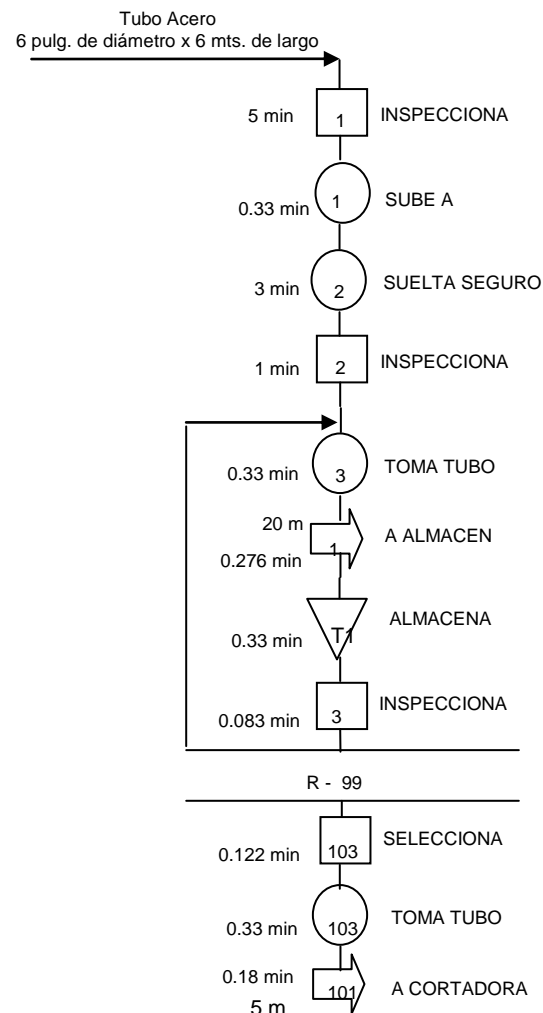 Tubo Acero
6 pulg. de diámetro x 6 mts. de largo
5 min 1 INSPECCIONA
0.33 min 1 SUBE A
3 min 2 SUELTA SEGURO
1 min 2 INSPECCIONA
0.33 min 3 TOMA TUBO
20 m
0.276 min 1 A ALMACEN
0.33 min T1 ALMACENA
0.083 min 3 INSPECCIONA
R - 99
0.122 min 103 SELECCIONA
0.33 min 103 TOMA TUBO
0.18 min 101 A CORTADORA
5 m